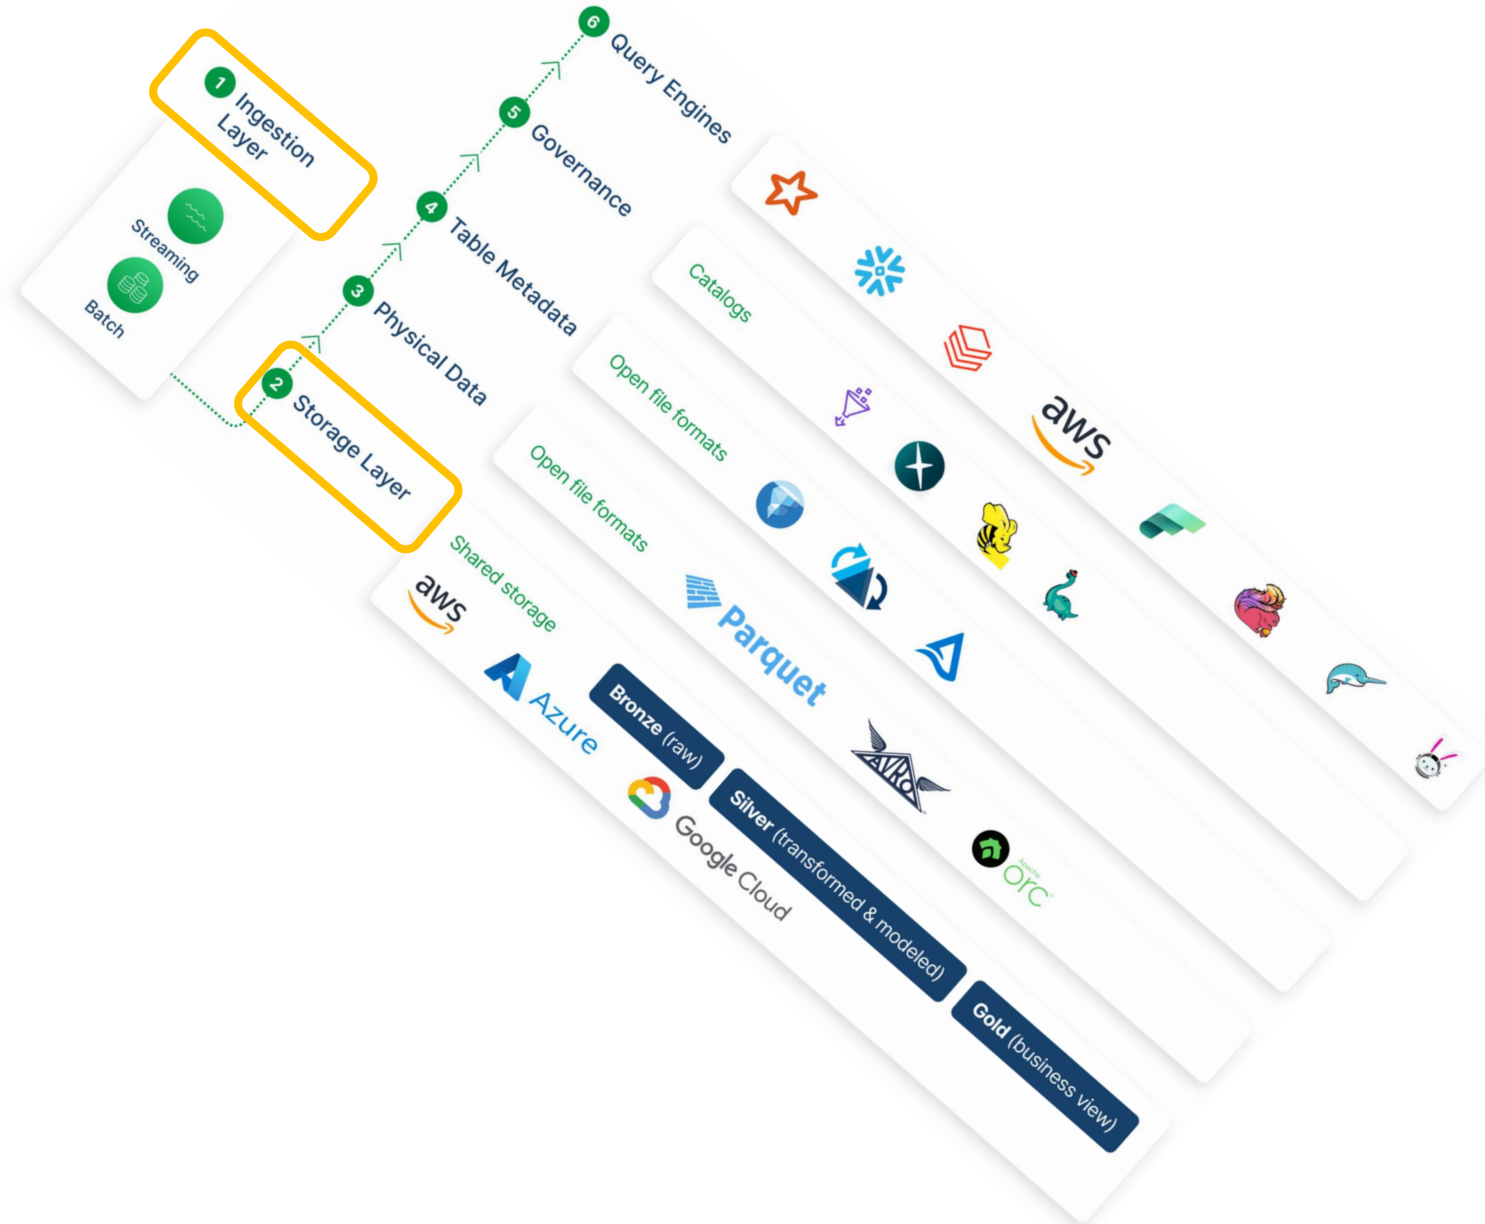 1
Ingestion
Layer
Streaming
Batch
6
Query Engines
5
Governance
4
Table Metadata
3
Physical Data
2
Storage Layer
aws
Catalogs
Open file formats
Open file formats
Parquet
AVRO
Apache
orc
Shared storage
aws
Azure
Google Cloud
Bronze (raw)
Silver (transformed & modeled)
Gold (business view)